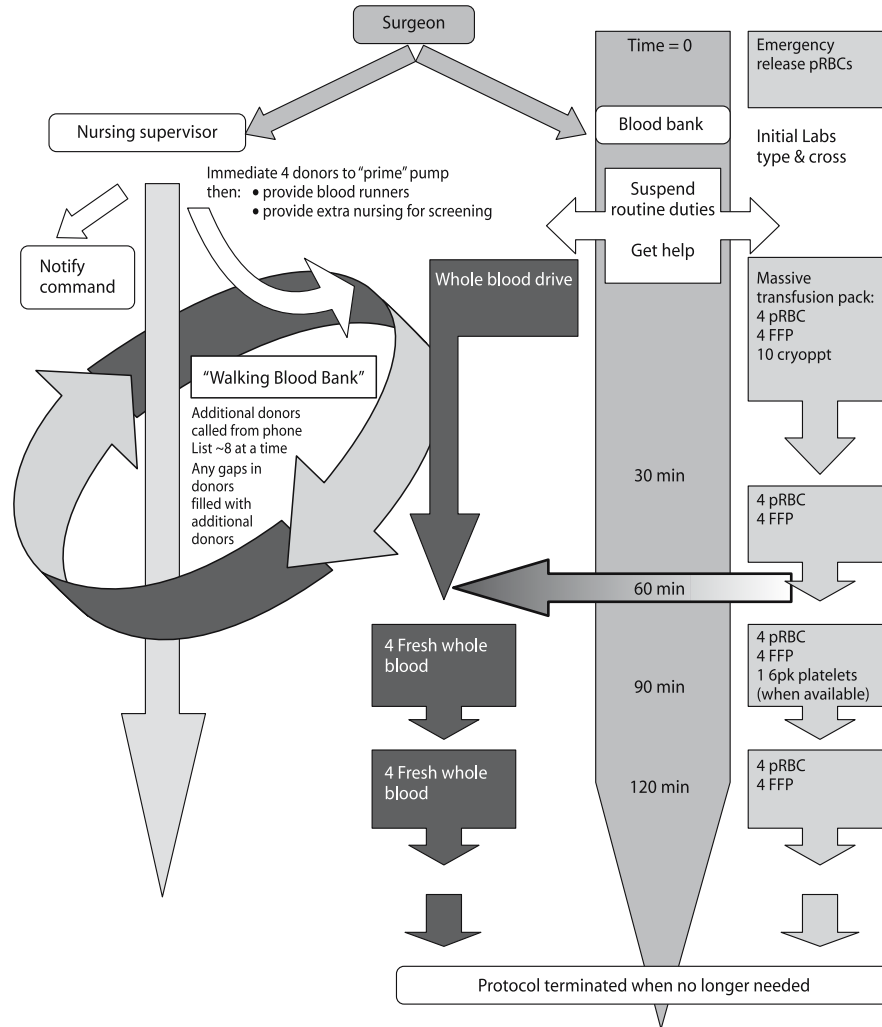 Surgeon
Time = 0
Emergency
release pRBCs
Nursing supervisor
Blood bank
Initial Labs
type & cross
Immediate 4 donors to "prime" pump
then: • provide blood runners
• provide extra nursing for screening
Suspend
routine duties
Get help
Notify
command
Whole blood drive
Massive
transfusion pack:
4 pRBC
4 FFP
10 cryoppt
"Walking Blood Bank"
Additional donors
called from phone
List ~8 at a time
Any gaps in
donors
filled with
additional
donors
30 min
4 pRBC
4 FFP
60 min
4 Fresh whole
blood
90 min
4 pRBC
4 FFP
1 6pk platelets
(when available)
4 Fresh whole
blood
120 min
4 pRBC
4 FFP
Protocol terminated when no longer needed